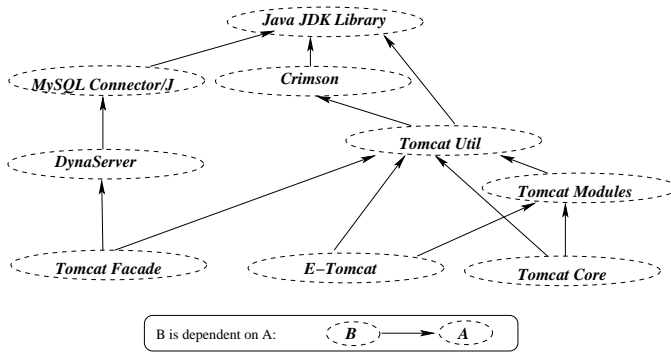 Java JDK Library
MySQL Connector/J
Crimson
Tomcat Util
DynaServer
Tomcat Modules
Tomcat Facade
E-Tomcat
Tomcat Core
B is dependent on A: B A